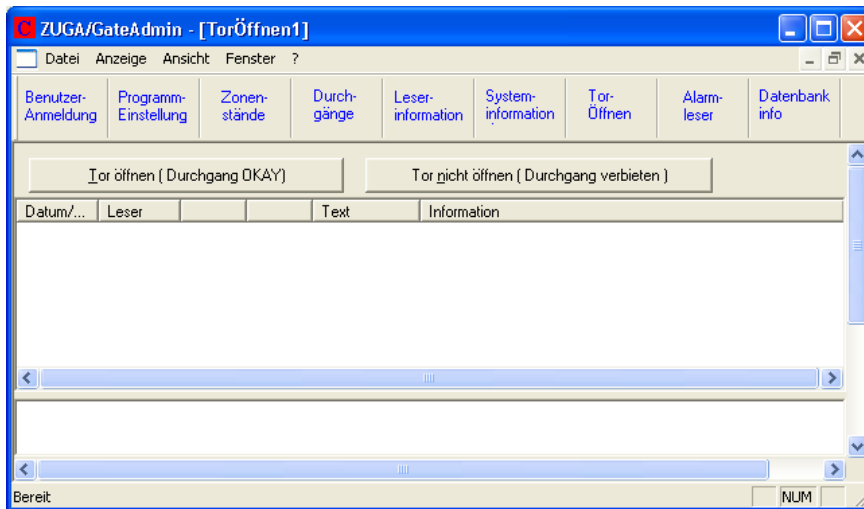 C ZUGA/GateAdmin - [TorÖffnen1]
Datei Anzeige Ansicht Fenster ?
Benutzer-
Anmeldung
Programm-
Einstellung
Zonen-
stände
Durch-
gänge
Leser-
information
System-
information
Tor-
Öffnen
Alarm-
leser
Datenbank
info
Tor öffnen ( Durchgang OKAY)
Tor nicht öffnen ( Durchgang verbieten )
Datum/... Leser Text Information
Bereit NUM